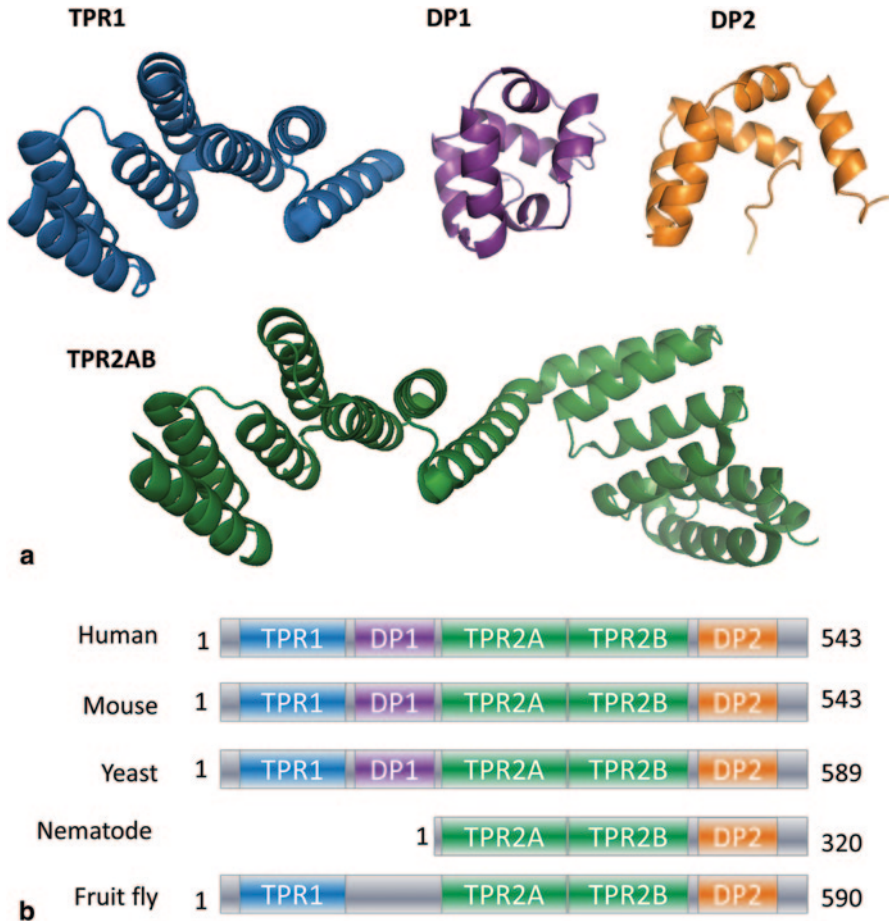 TPR1 DP1 DP2
TPR2AB
a
Human 1 TPR1 DP1 TPR2A TPR2B DP2 543
Mouse 1 TPR1 DP1 TPR2A TPR2B DP2 543
Yeast 1 TPR1 DP1 TPR2A TPR2B DP2 589
Nematode 1 TPR2A TPR2B DP2 320
b Fruit fly 1 TPR1 TPR2A TPR2B DP2 590